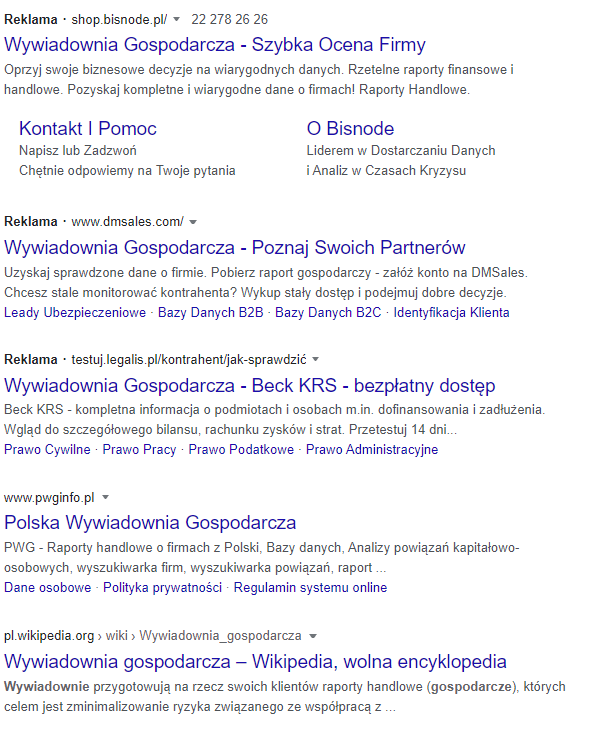 Reklama · shop.bisnode.pl/ 22 278 26 26
Wywiadownia Gospodarcza - Szybka Ocena Firmy
Oprzyj swoje biznesowe decyzje na wiarygodnych danych. Rzetelne raporty finansowe i
handlowe. Pozyskaj kompletne i wiarygodne dane o firmach! Raporty Handlowe.
Kontakt I Pomoc
Napisz lub Zadzwoń
Chętnie odpowiemy na Twoje pytania
O Bisnode
Liderem w Dostarczaniu Danych
i Analiz w Czasach Kryzysu
Reklama · www.dmsales.com/
Wywiadownia Gospodarcza - Poznaj Swoich Partnerów
Uzyskaj sprawdzone dane o firmie. Pobierz raport gospodarczy - załóż konto na DMSales.
Chcesz stale monitorować kontrahenta? Wykup stały dostęp i podejmuj dobre decyzje.
Leady Ubezpieczeniowe · Bazy Danych B2B · Bazy Danych B2C · Identyfikacja Klienta
Reklama · testuj.legalis.pl/kontrahent/jak-sprawdzić
Wywiadownia Gospodarcza - Beck KRS - bezpłatny dostęp
Beck KRS - kompletna informacja o podmiotach i osobach m.in. dofinansowania i zadłużenia.
Wgląd do szczegółowego bilansu, rachunku zysków i strat. Przetestuj 14 dni...
Prawo Cywilne · Prawo Pracy · Prawo Podatkowe · Prawo Administracyjne
www.pwginfo.pl
Polska Wywiadownia Gospodarcza
PWG - Raporty handlowe o firmach z Polski, Bazy danych, Analizy powiązań kapitałowo-
osobowych, wyszukiwarka firm, wyszukiwarka powiązań, raport ...
Dane osobowe · Polityka prywatności · Regulamin systemu online
pl.wikipedia.org › wiki › Wywiadownia_gospodarcza
Wywiadownia gospodarcza – Wikipedia, wolna encyklopedia
Wywiadownie przygotowują na rzecz swoich klientów raporty handlowe (gospodarcze), których
celem jest zminimalizowanie ryzyka związanego ze współpracą z ...